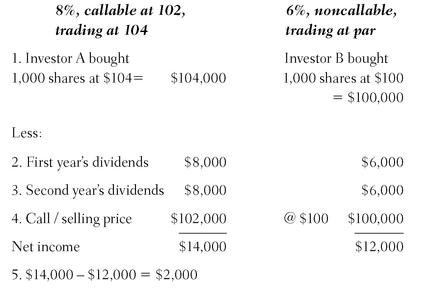 8%, callable at 102, 6%, noncallable,
trading at 104 trading at par
1. Investor A bought Investor B bought
1,000 shares at $104= $104,000 1,000 shares at $100
= $100,000
Less:
2. First year's dividends $8,000 $6,000
3. Second year's dividends $8,000 $6,000
4. Call / selling price $102,000 @ $100 $100,000
Net income $14,000 $12,000
5. $14,000 – $12,000 = $2,000